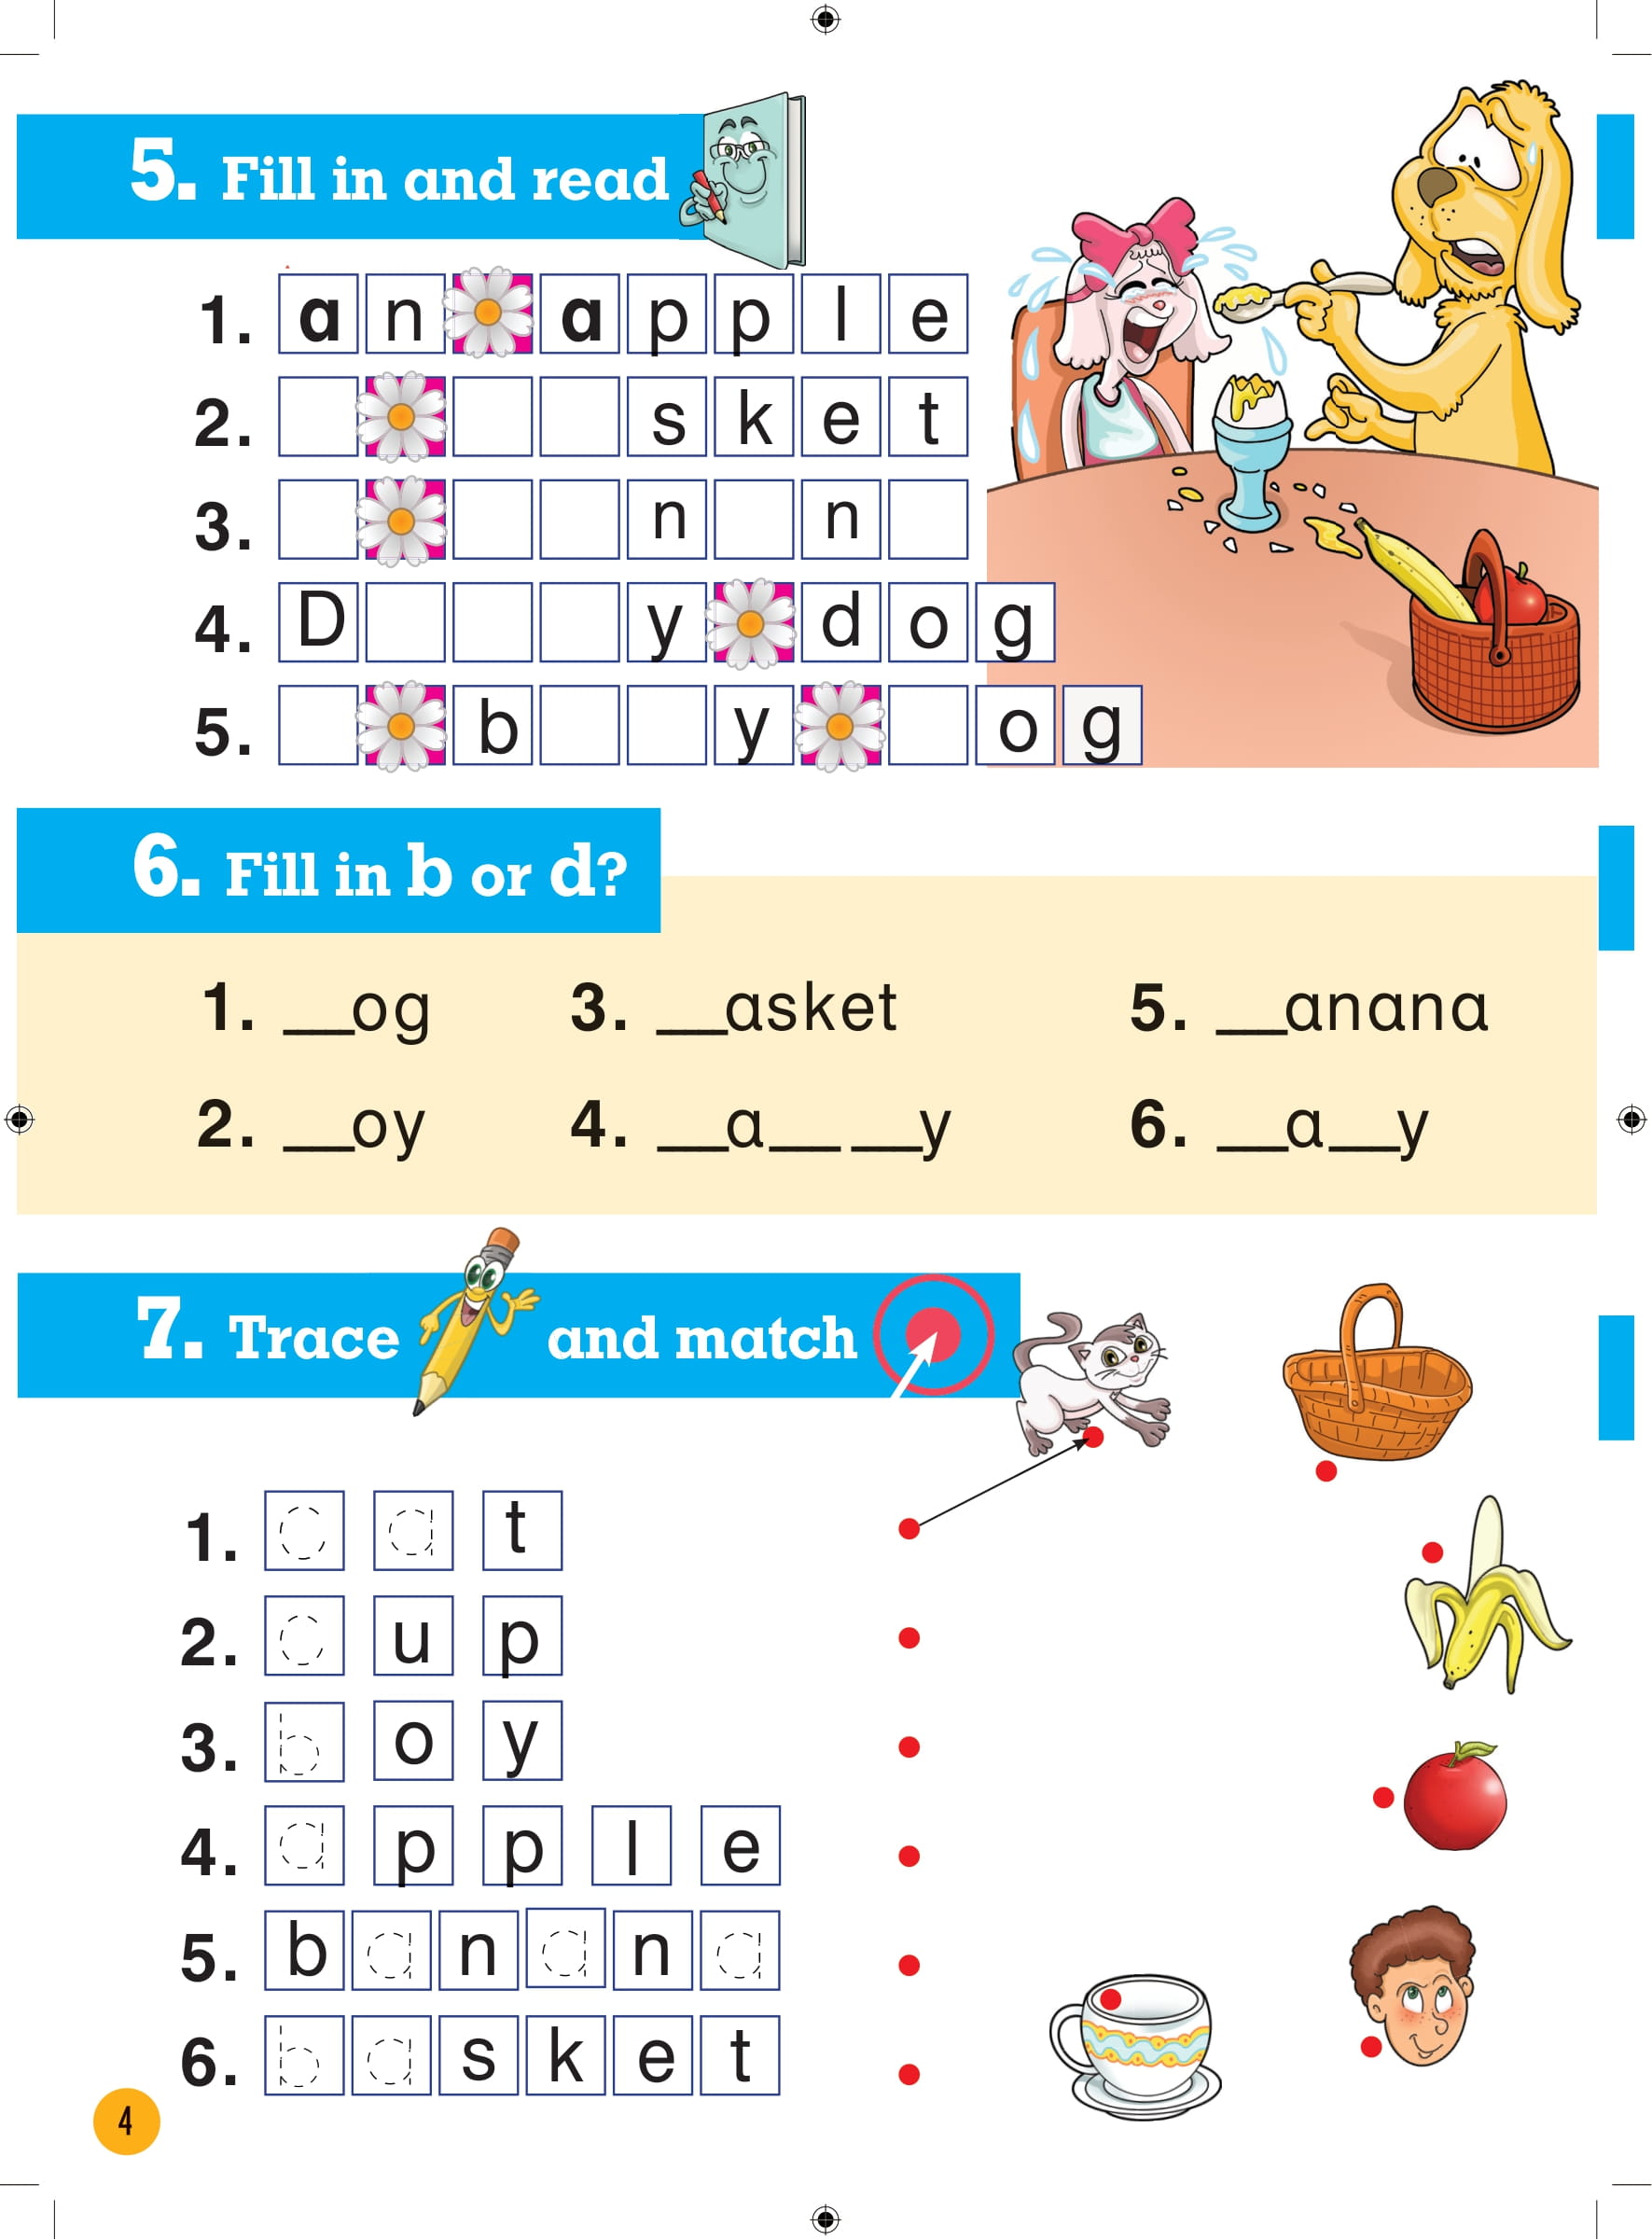 5. Fill in and read
1. a n a p p l e
2. s k e t
3. n n
4. D y d o g
5. b y o g
6. Fill in b or d?
1. __og 3. __asket 5. __anana
2. __oy 4. __a__ __y 6. __a__y
7. Trace and match
1. c a t
2. c u p
3. b o y
4. a p p l e
5. b a n a n a
6. b a s k e t
4